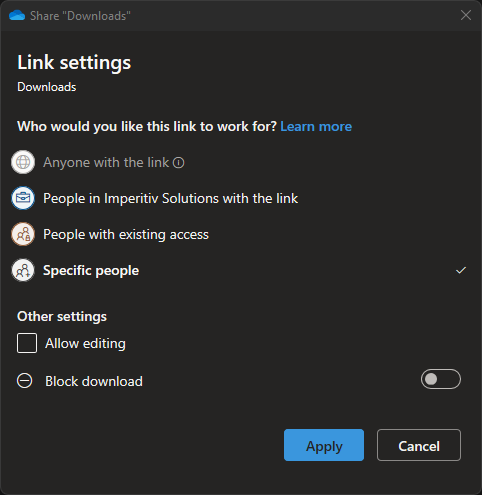 Share "Downloads"
Link settings
Downloads
Who would you like this link to work for? Learn more
Anyone with the link
People in Imperitiv Solutions with the link
People with existing access
Specific people
Other settings
Allow editing
Block download
Apply Cancel